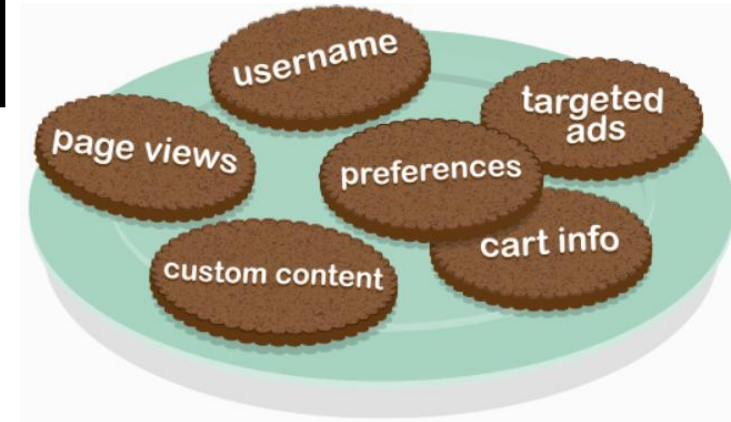 username
targeted
ads
page views
preferences
cart info
custom content